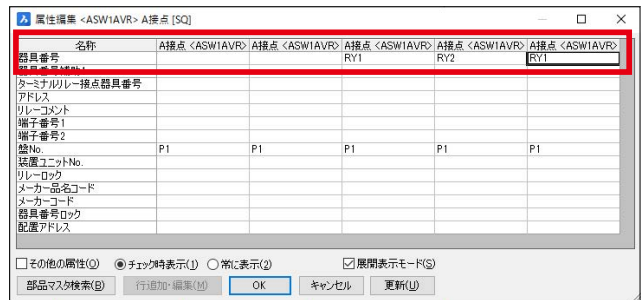 属性編集 <ASW1AVR> A接点 [SQ]
名称 A接点 <ASW1AVR> A接点 <ASW1AVR> A接点 <ASW1AVR> A接点 <ASW1AVR> A接点 <ASW1AVR>
器具番号 RY1 RY2 RY1
器具番号補助1
ターミナルリレー接点器具番号
アドレス
リレーコメント
端子番号1
端子番号2
盤No. P1 P1 P1 P1 P1
装置ユニットNo.
リレーロック
メーカー品名コード
メーカーコード
器具番号ロック
配置アドレス
その他の属性(O) チェック時表示(1) 常に表示(2) 展開表示モード(S)
部品マスタ検索(B) 行追加・編集(M) OK キャンセル 更新(U)